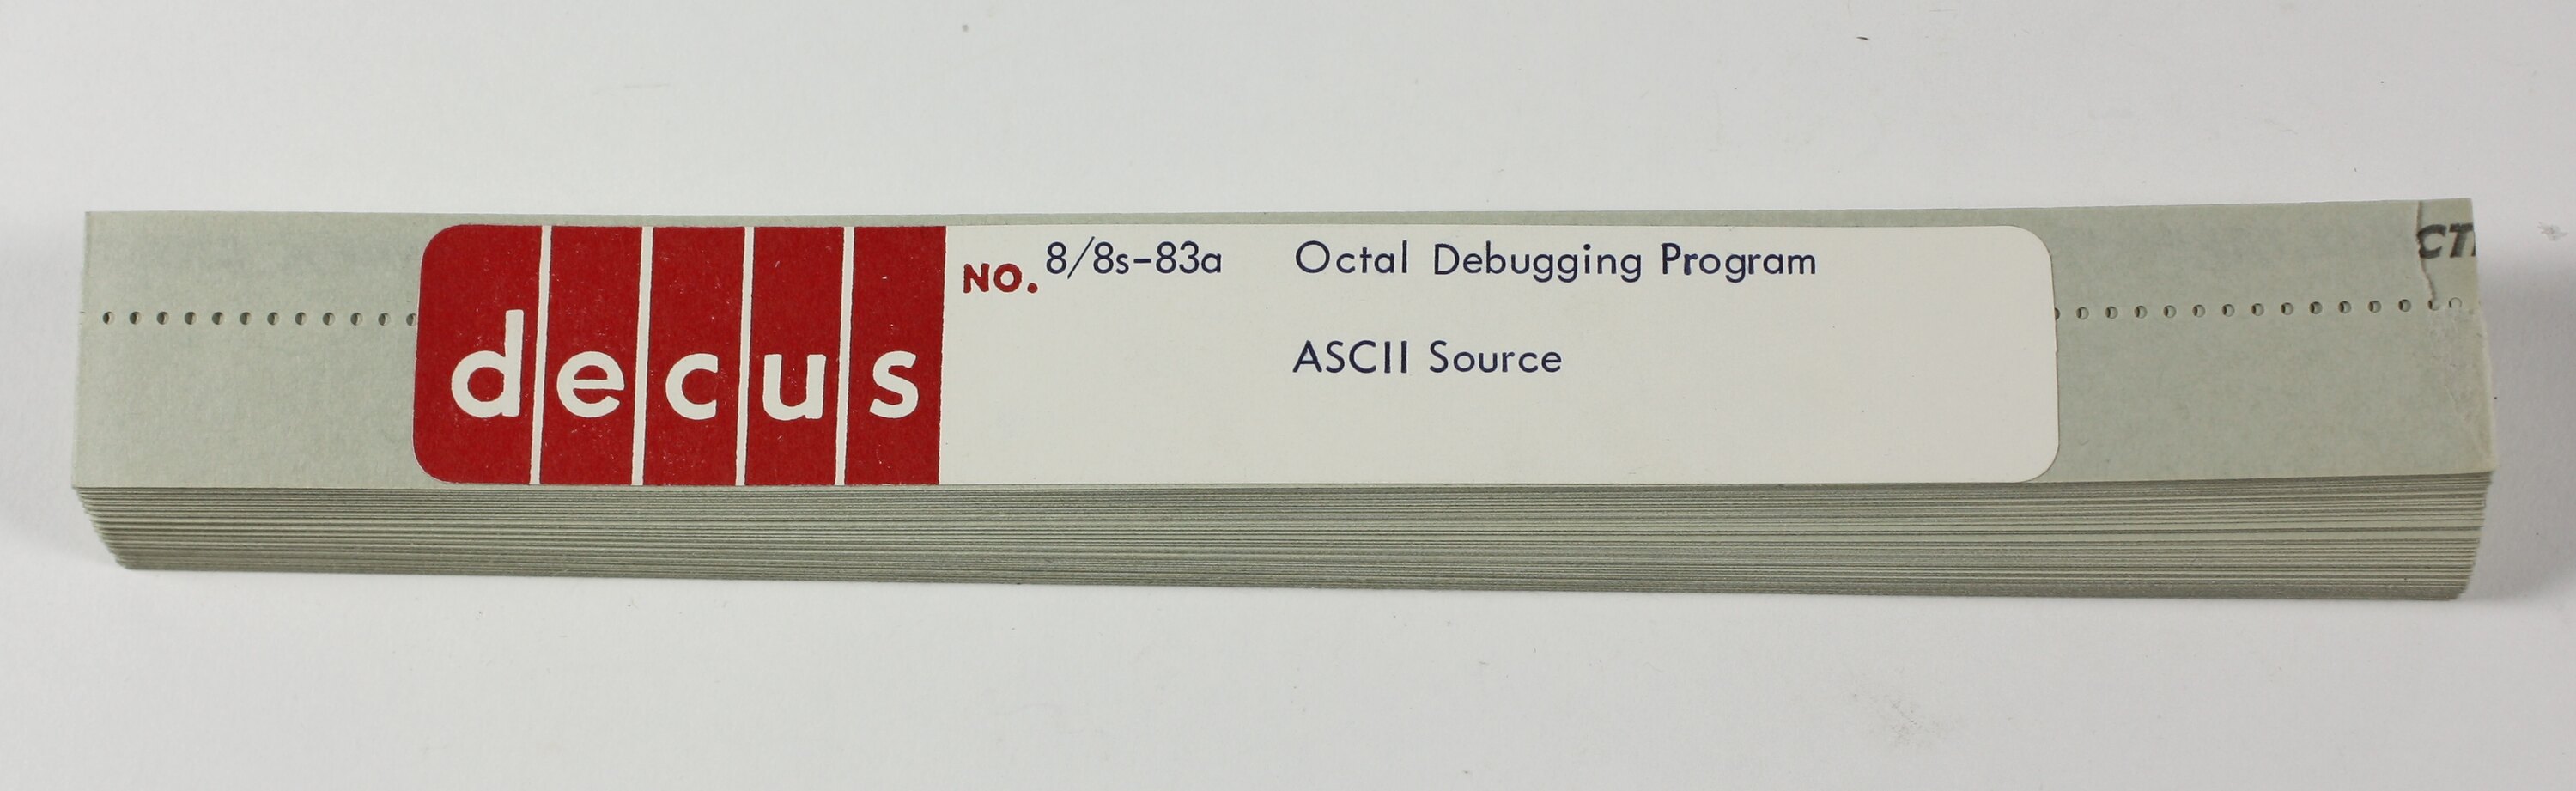 decus
NO. 8/8s-83a Octal Debugging Program
ASCII Source